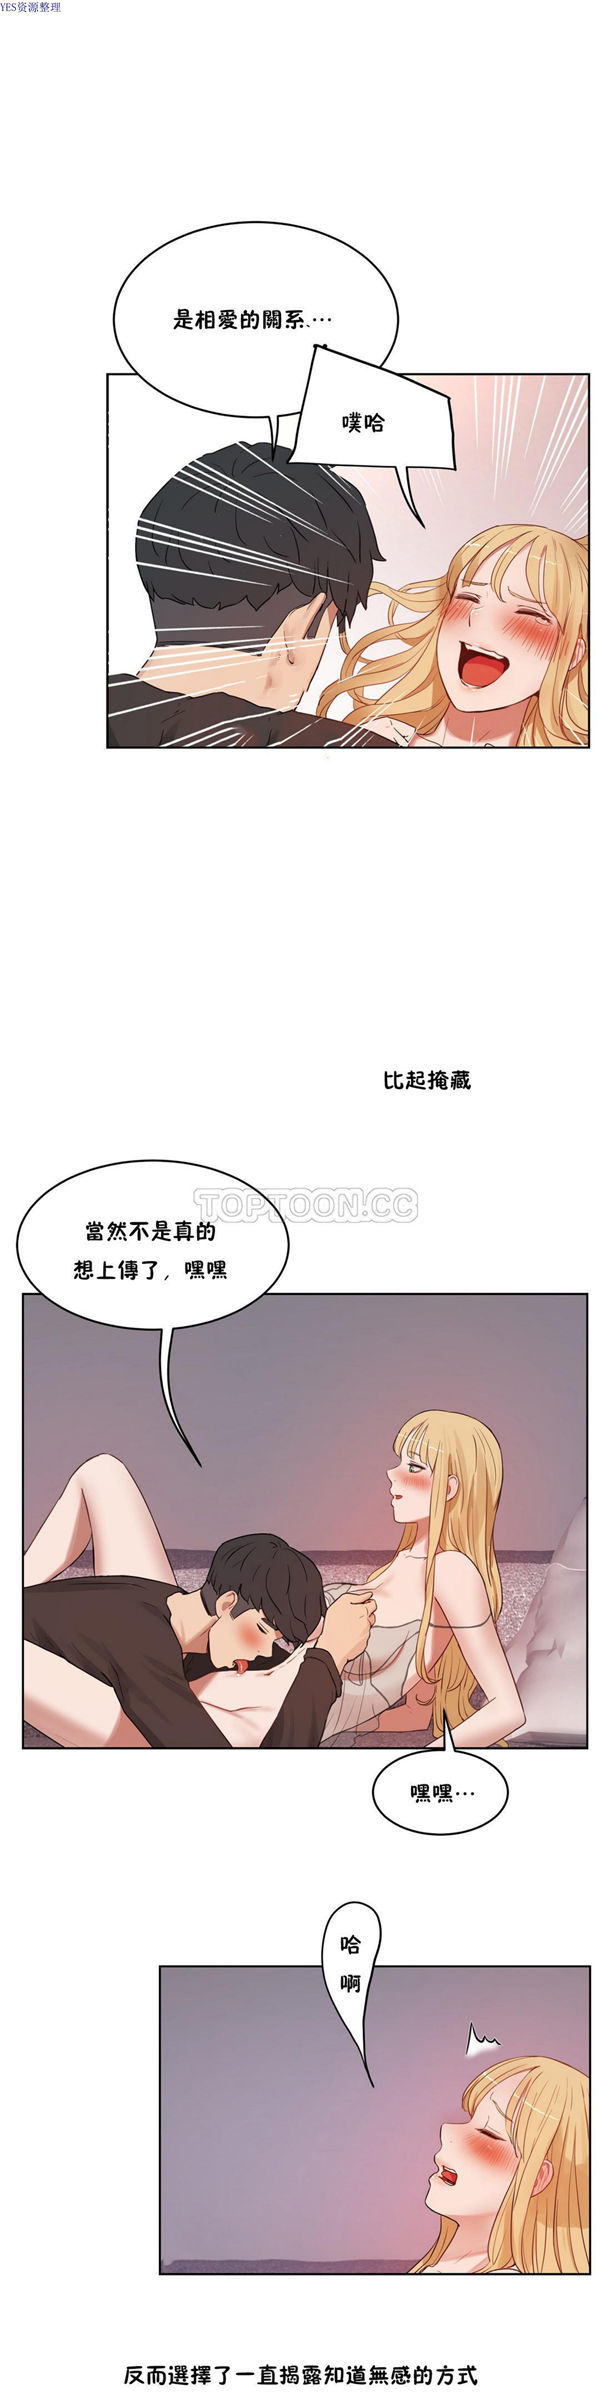 YES资源整理
是相愛的關系、…
噗哈
比起掩藏
TOPTOON.CC
當然不是真的
想上傳了，嘿嘿
嘿嘿…
哈
啊
反而選擇了一直揭露知道無感的方式